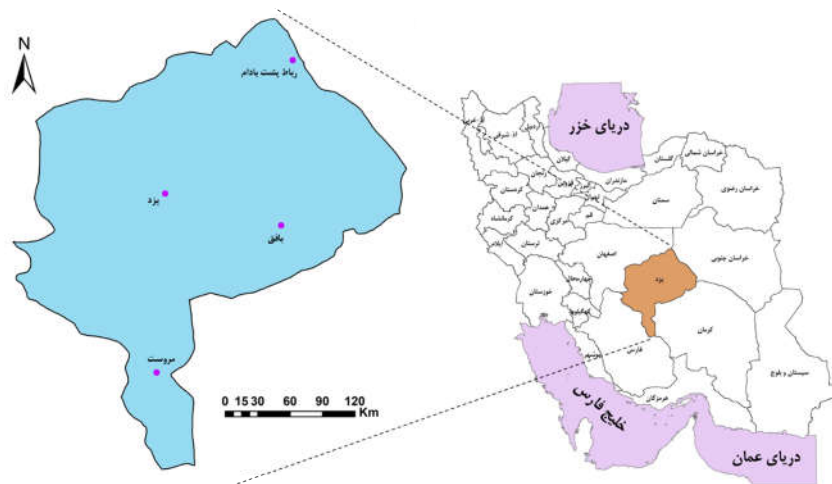 N
رباط پشت بادام
یزد
بافق
مروست
0 15 30 60 90 120
Km
دریای خزر
اردبیل
آذ. شرقی
گیلان
زنجان
قزوین
مازندران
گلستان
خراسان شمالی
خراسان رضوی
سمنان
تهران
کردستان
همدان
مرکزی
قم
کرمانشاه
ایلام
لرستان
اصفهان
خراسان جنوبی
یزد
خوزستان
کرمان
فارس
بوشهر
سیستان و بلوچ
هرمزگان
خلیج فارس
دریای عمان